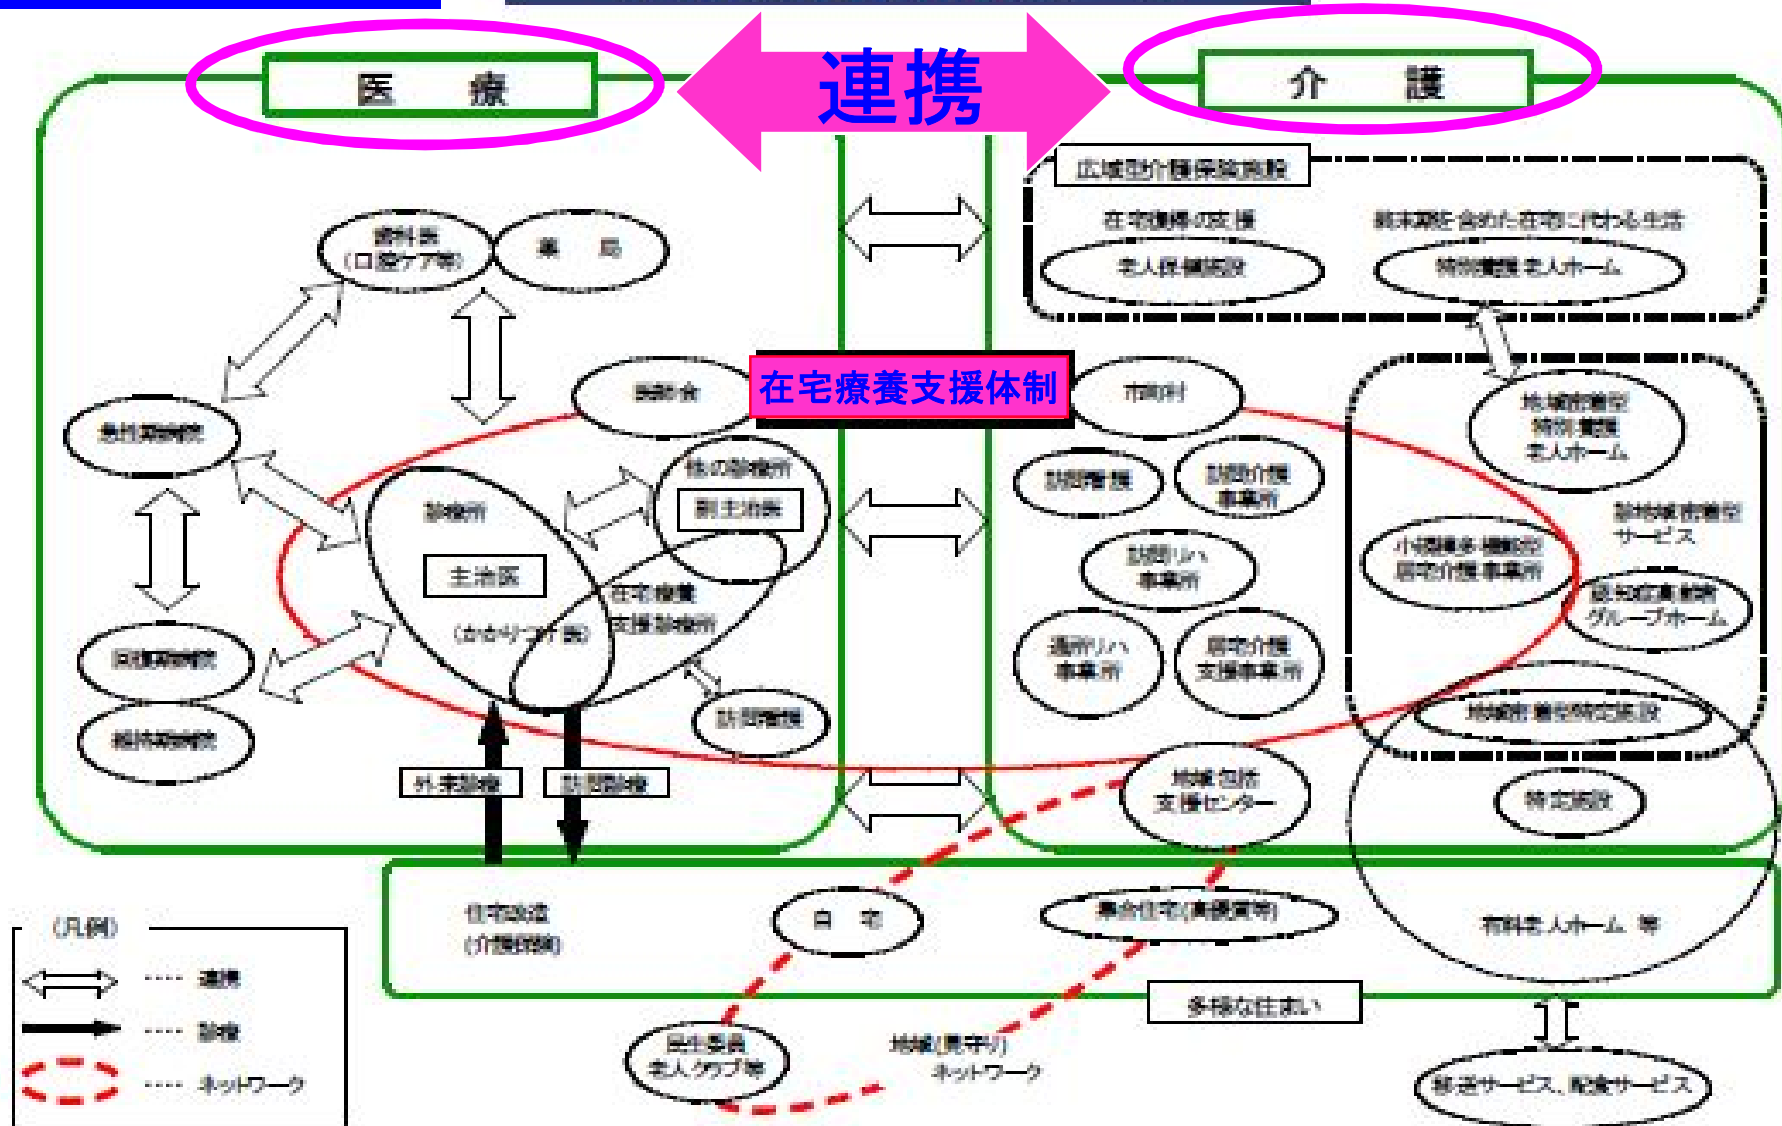 医 療
連携
介 護
広域型介護保険施設
在宅復帰の支援
終末期を含めた在宅に代わる生活
老人保健施設
特別養護老人ホーム
歯科医
(口腔ケア等)
薬 局
医師会
在宅療養支援体制
市町村
急性期病院
地域密着型
特別養護
老人ホーム
他の診療所
副主治医
診療所
主治医
(かかりつけ医)
在宅療養
支援診療所
訪問看護
訪問介護
事業所
訪問リハ
事業所
小規模多機能型
居宅介護事業所
地域密着型
サービス
認知症高齢者
グループホーム
通所リハ
事業所
居宅介護
支援事業所
回復期病院
維持期病院
訪問看護
地域密着型特定施設
外来診療
訪問診療
地域包括
支援センター
特定施設
住宅改造
(介護保険)
自 宅
集合住宅(高優賃等)
有料老人ホーム 等
多様な住まい
民生委員
老人クラブ等
地域(見守り)
ネットワーク
移送サービス、配食サービス
(凡例)
連携
診療
ネットワーク